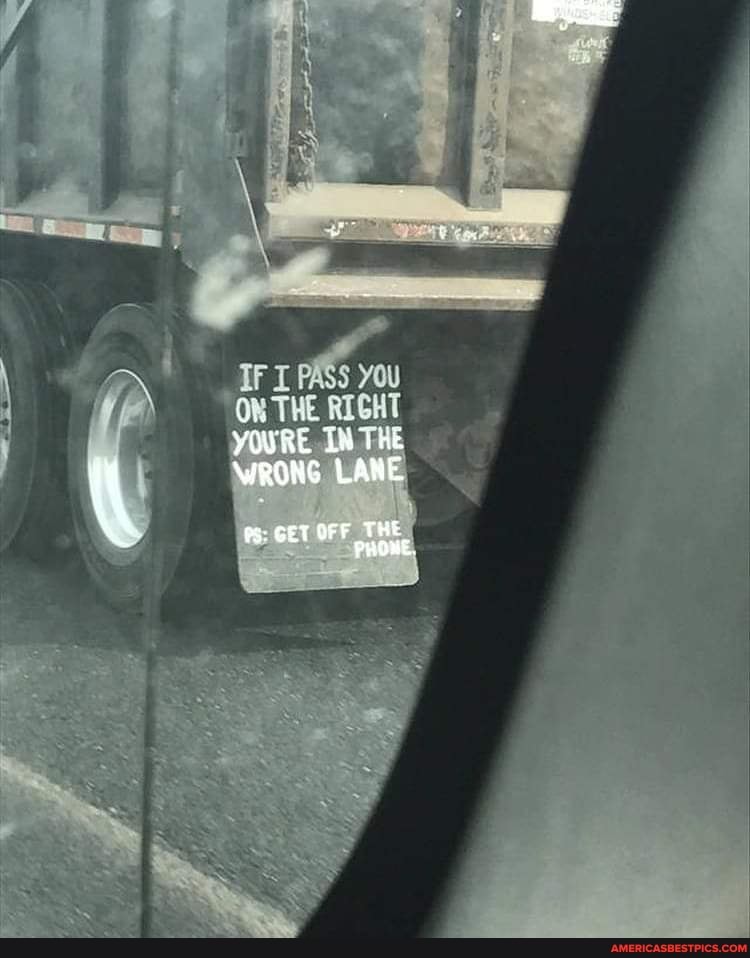 WINDSHIELD
IF I PASS YOU
ON THE RIGHT
YOU'RE IN THE
WRONG LANE
PS: GET OFF THE
PHONE.
AMERICASBESTPICS.COM